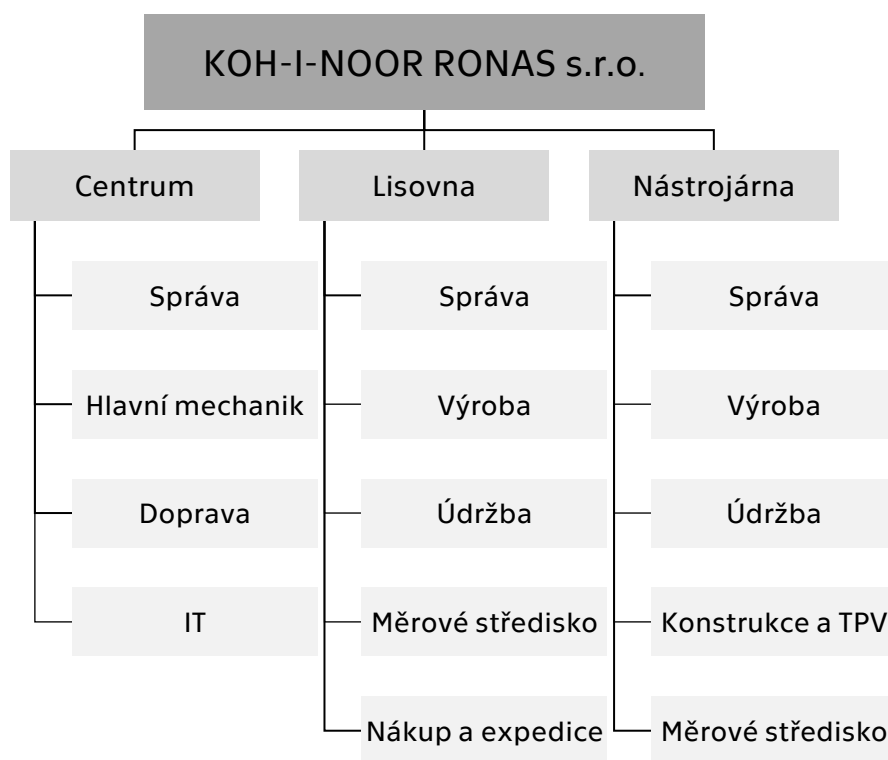 KOH-I-NOOR RONAS s.r.o.
Centrum
Lisovna
Nástrojárna
Správa
Správa
Správa
Hlavní mechanik
Výroba
Výroba
Doprava
Údržba
Údržba
IT
Měrové středisko
Konstrukce a TPV
Nákup a expedice
Měrové středisko